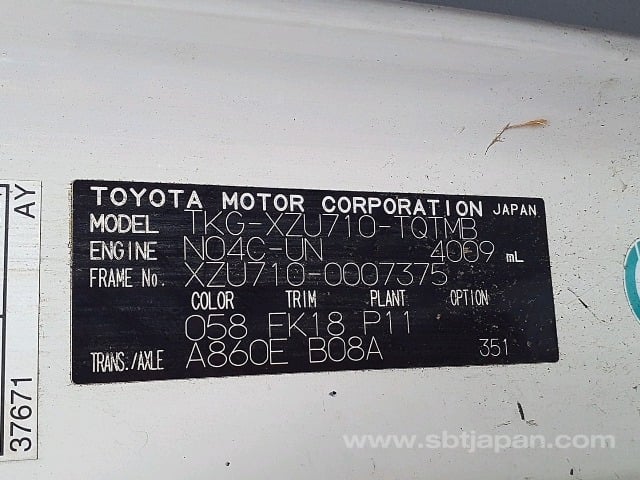 TOYOTA MOTOR CORPORATION JAPAN
MODEL TKG-XZU710-TQTMB
ENGINE N04C-UN 4009 mL
FRAME No. XZU710-0007375
COLOR TRIM PLANT OPTION
058 FK18 P11
TRANS./AXLE A860E B08A 351
AY
37671
www.sbtjapan.com